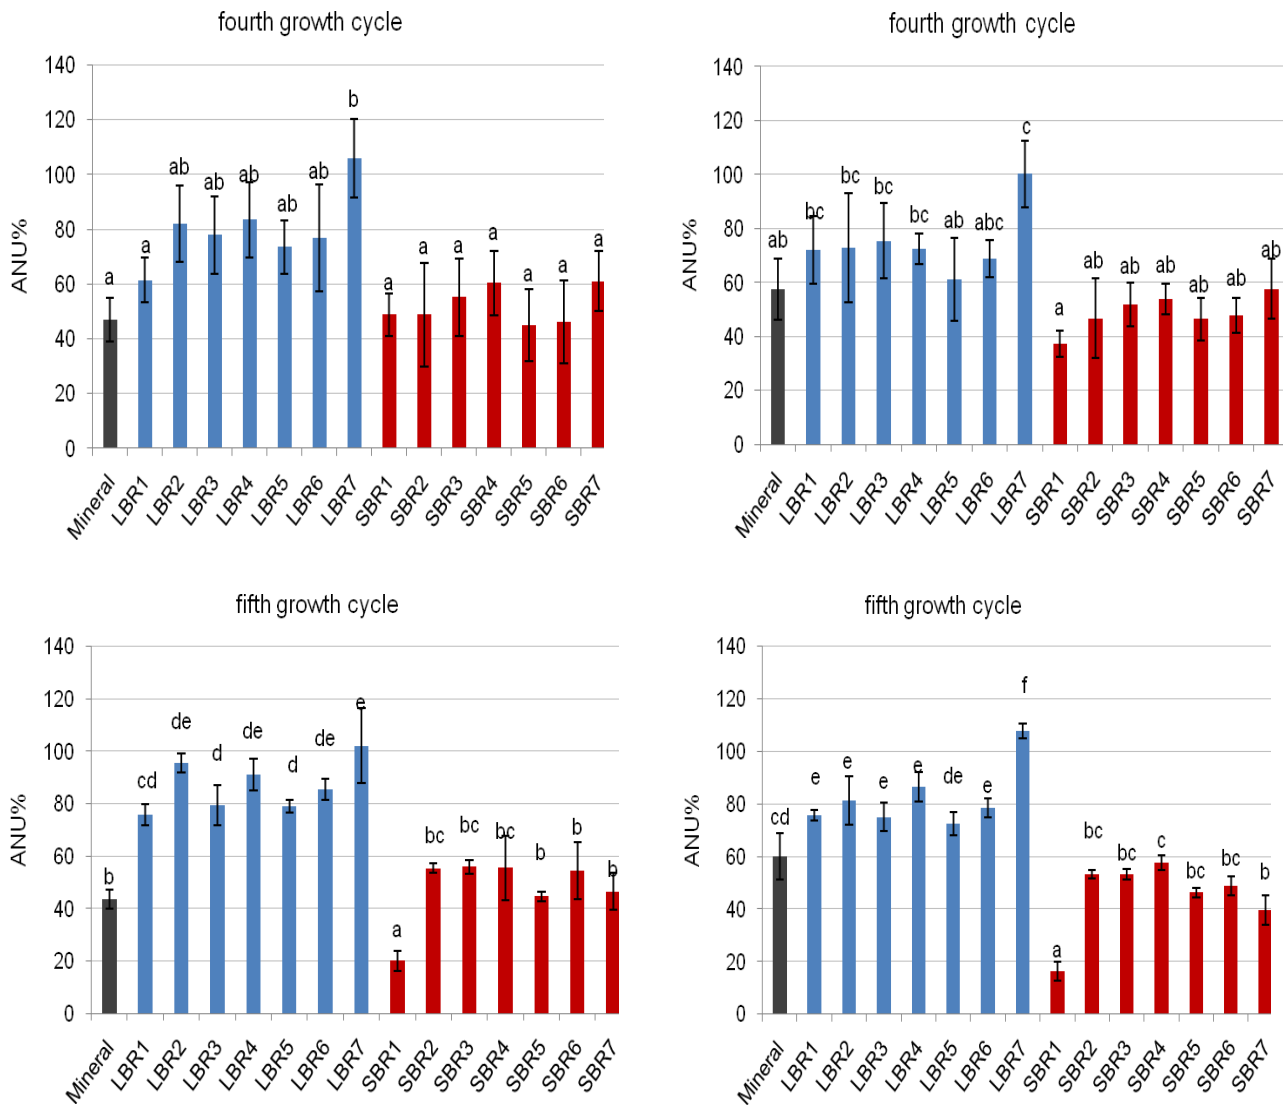 fourth growth cycle
ANU%
140
120
100
80
60
40
20
0
a
a
ab
ab
ab
ab
ab
b
a
a
a
a
a
a
a
Mineral
LBR1
LBR2
LBR3
LBR4
LBR5
LBR6
LBR7
SBR1
SBR2
SBR3
SBR4
SBR5
SBR6
SBR7
fourth growth cycle
ANU%
140
120
100
80
60
40
20
0
ab
bc
bc
bc
bc
ab
abc
c
a
ab
ab
ab
ab
ab
ab
Mineral
LBR1
LBR2
LBR3
LBR4
LBR5
LBR6
LBR7
SBR1
SBR2
SBR3
SBR4
SBR5
SBR6
SBR7
fifth growth cycle
ANU%
140
120
100
80
60
40
20
0
b
cd
de
d
de
d
de
e
a
bc
bc
bc
b
b
b
Mineral
LBR1
LBR2
LBR3
LBR4
LBR5
LBR6
LBR7
SBR1
SBR2
SBR3
SBR4
SBR5
SBR6
SBR7
fifth growth cycle
ANU%
140
120
100
80
60
40
20
0
cd
e
e
e
e
de
e
f
a
bc
bc
c
bc
bc
b
Mineral
LBR1
LBR2
LBR3
LBR4
LBR5
LBR6
LBR7
SBR1
SBR2
SBR3
SBR4
SBR5
SBR6
SBR7